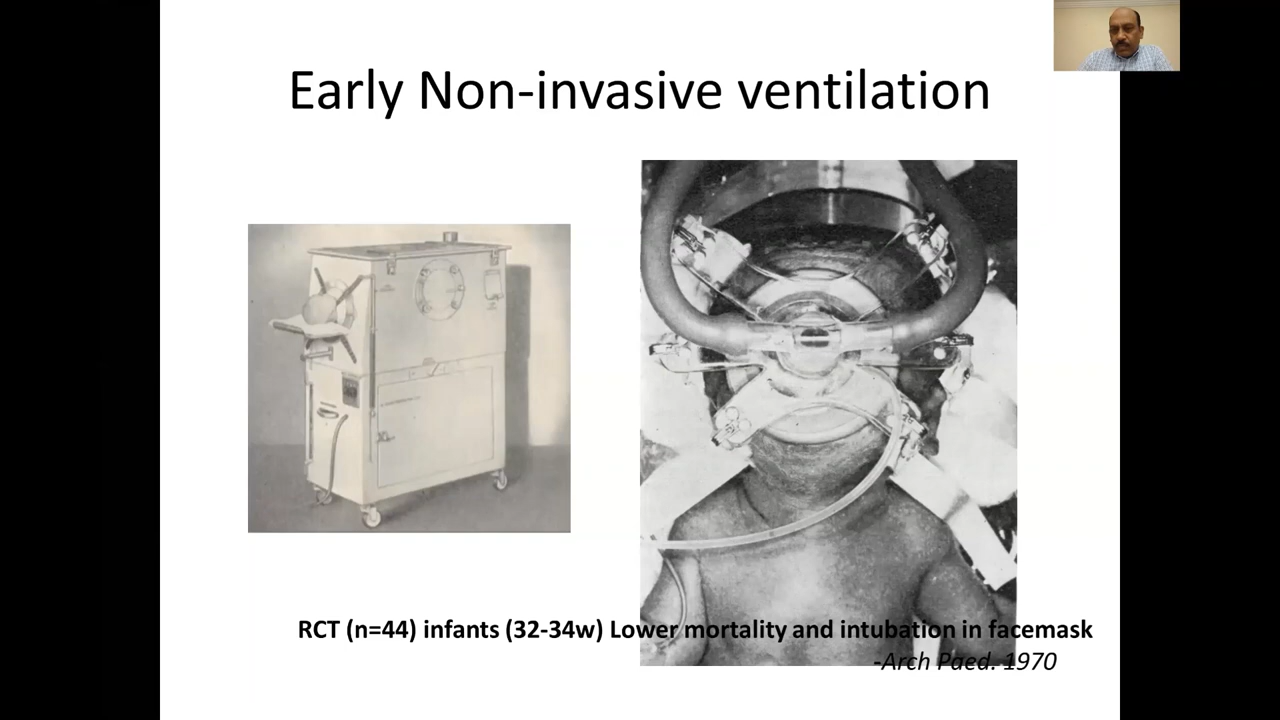 Early Non-invasive ventilation
RCT (n=44) infants (32-34w) Lower mortality and intubation in facemask
-Arch Paed. 1970